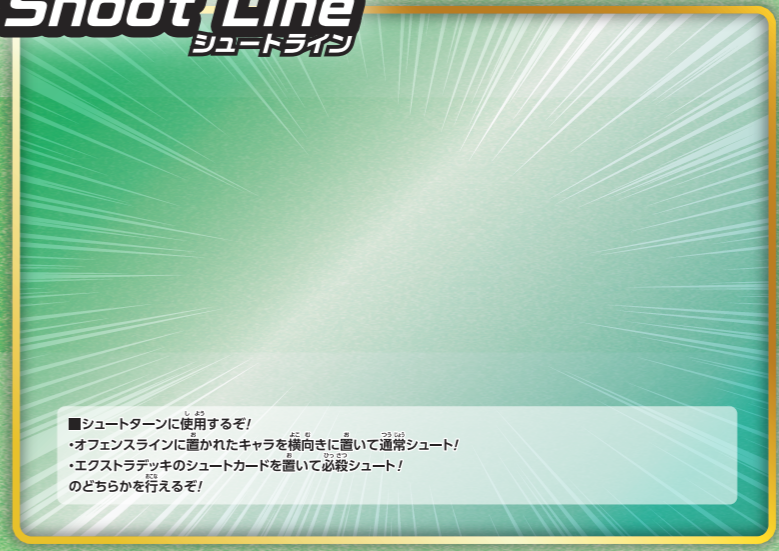 Shoot Line
シュートライン
■シュートターンに使用するぞ!
・オフェンスラインに置かれたキャラを横向きに置いて通常シュート!
・エクストラデッキのシュートカードを置いて必殺シュート!
のどちらかを行えるぞ!